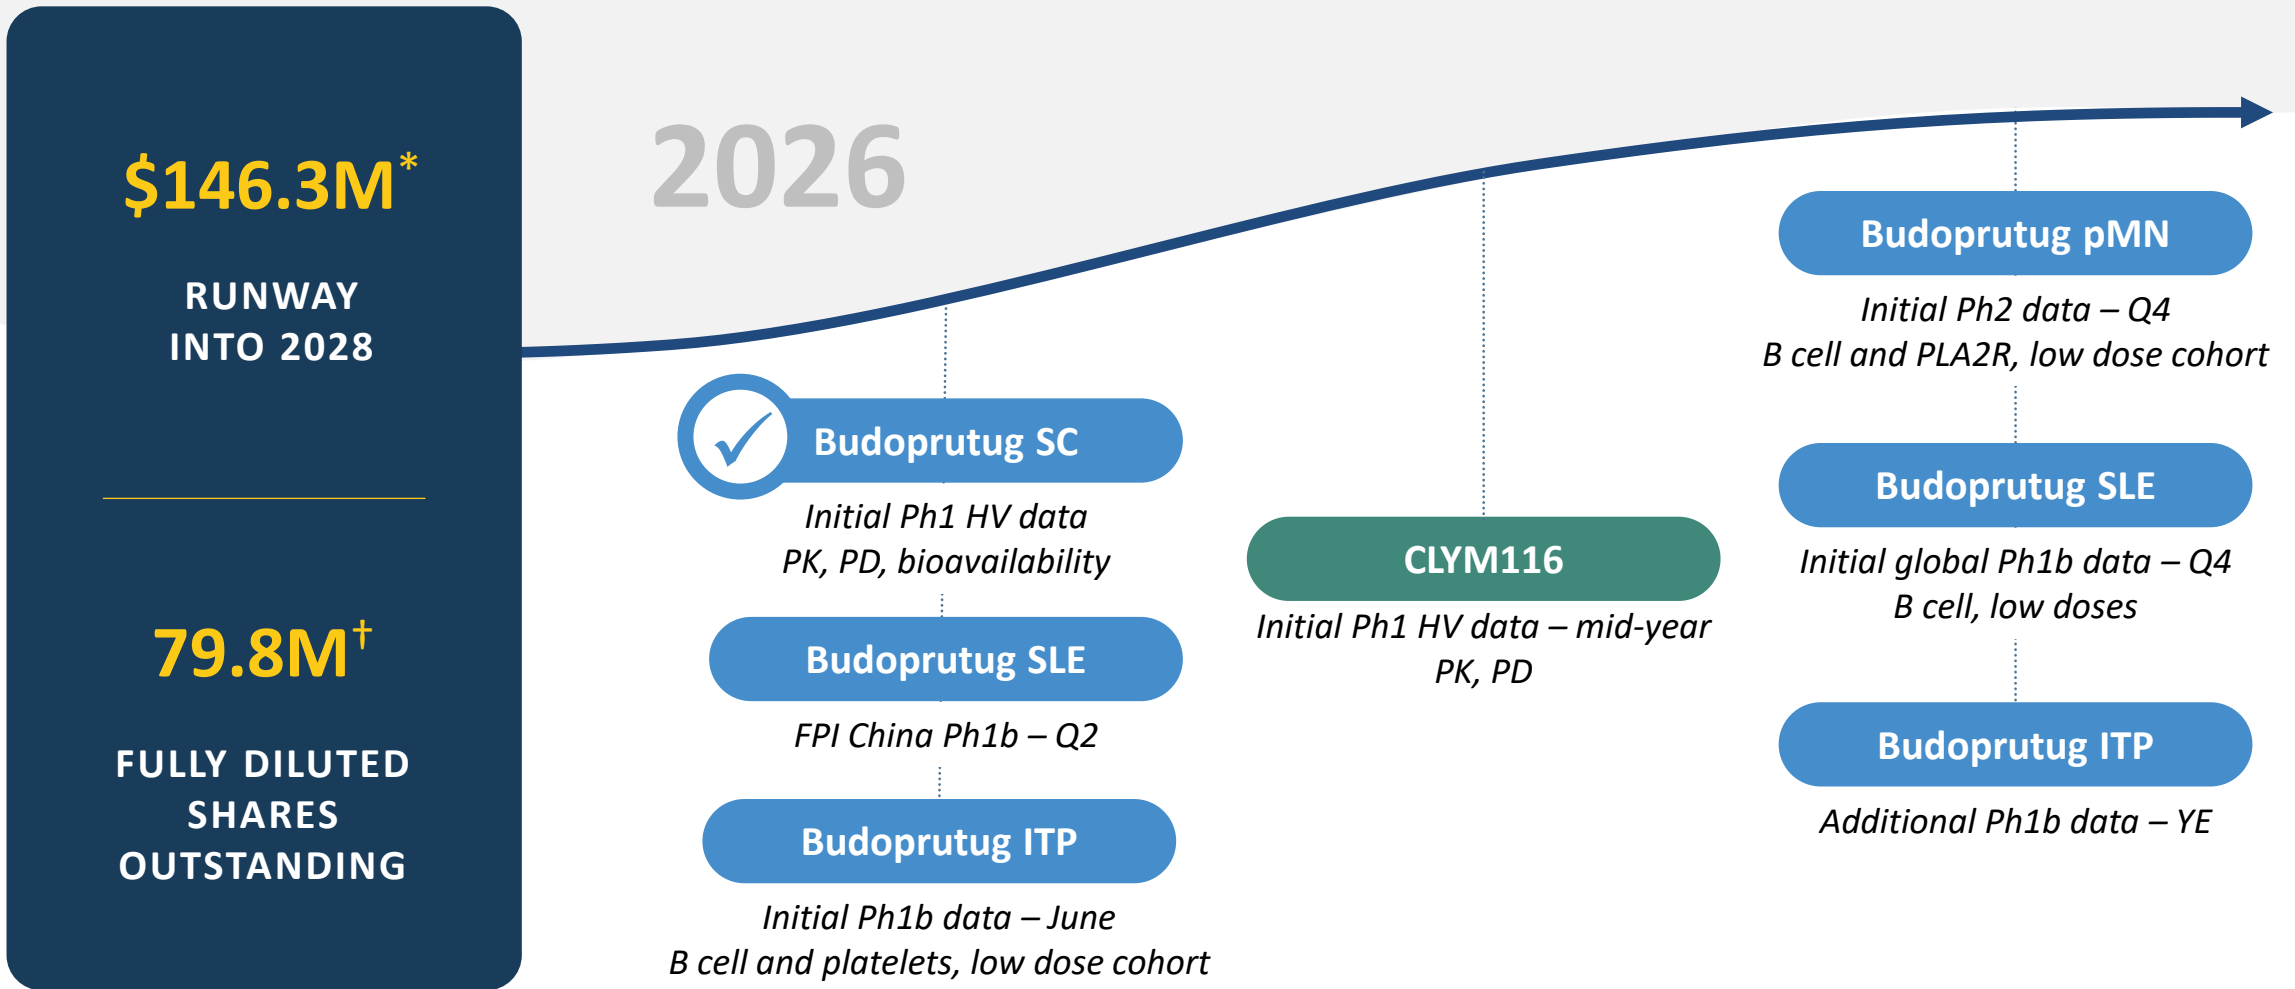 $146.3M*
RUNWAY
INTO 2028
79.8M†
FULLY DILUTED
SHARES
OUTSTANDING
2026
Budoprutug SC
Initial Ph1 HV data
PK, PD, bioavailability
Budoprutug SLE
FPI China Ph1b – Q2
Budoprutug ITP
Initial Ph1b data – June
B cell and platelets, low dose cohort
CLYM116
Initial Ph1 HV data – mid-year
PK, PD
Budoprutug pMN
Initial Ph2 data – Q4
B cell and PLA2R, low dose cohort
Budoprutug SLE
Initial global Ph1b data – Q4
B cell, low doses
Budoprutug ITP
Additional Ph1b data – YE